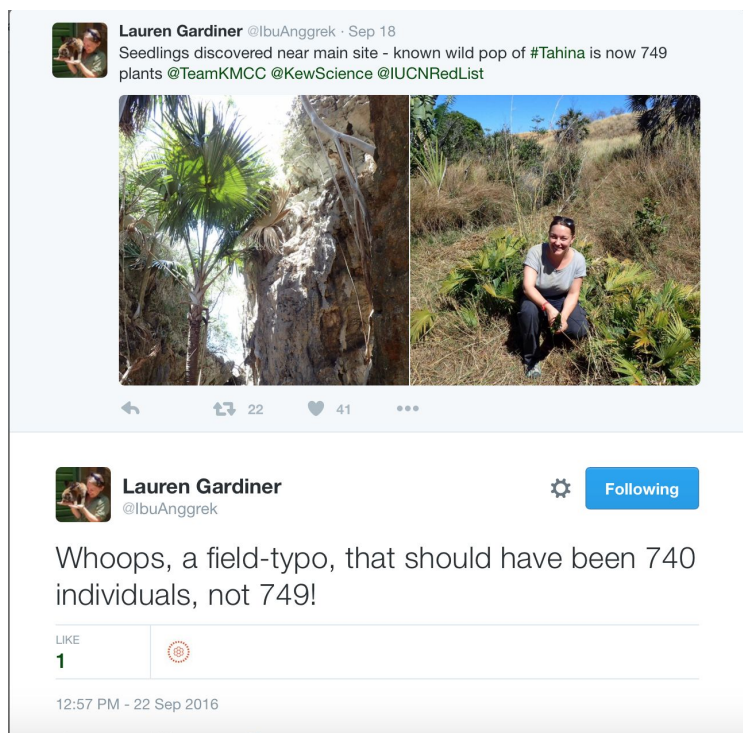 Lauren Gardiner @IbuAnggrek · Sep 18
Seedlings discovered near main site - known wild pop of #Tahina is now 749
plants @TeamKMCC @KewScience @IUCNRedList
22 41
Lauren Gardiner
@IbuAnggrek
Following
Whoops, a field-typo, that should have been 740
individuals, not 749!
LIKE
1
12:57 PM - 22 Sep 2016